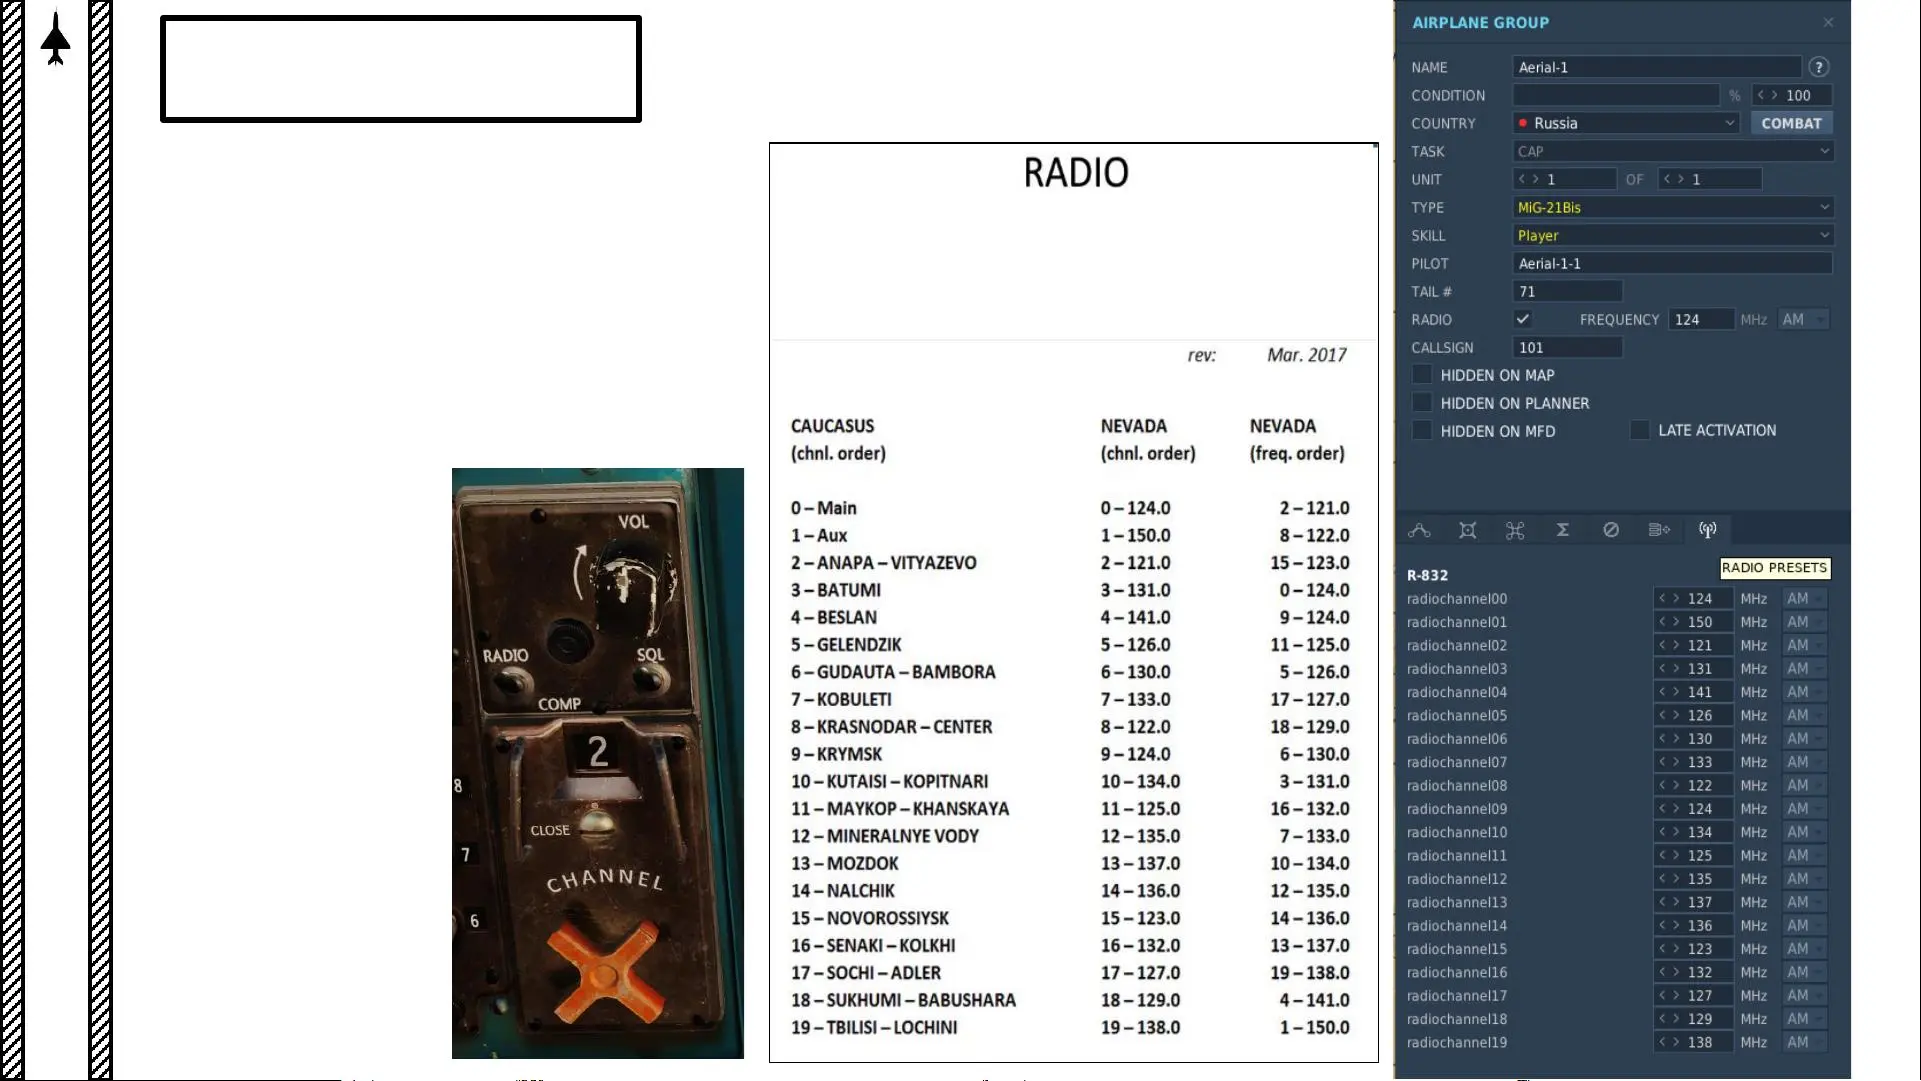 RADIO
rev: Mar. 2017
CAUCASUS NEVADA NEVADA
(chnl. order) (chnl. order) (freq. order)
0 – Main 0 – 124.0 2 – 121.0
1 – Aux 1 – 150.0 8 – 122.0
2 – ANAPA – VITYAZEVO 2 – 121.0 15 – 123.0
3 – BATUMI 3 – 131.0 0 – 124.0
4 – BESLAN 4 – 141.0 9 – 124.0
5 – GELENDZIK 5 – 126.0 11 – 125.0
6 – GUDAUTA – BAMBORA 6 – 130.0 5 – 126.0
7 – KOBULETI 7 – 133.0 17 – 127.0
8 – KRASNODAR – CENTER 8 – 122.0 18 – 129.0
9 – KRYMSK 9 – 124.0 6 – 130.0
10 – KUTAISI – KOPITNARI 10 – 134.0 3 – 131.0
11 – MAYKOP – KHANSKAYA 11 – 125.0 16 – 132.0
12 – MINERALNYE VODY 12 – 135.0 7 – 133.0
13 – MOZDOK 13 – 137.0 10 – 134.0
14 – NALCHIK 14 – 136.0 12 – 135.0
15 – NOVOROSSIYSK 15 – 123.0 14 – 136.0
16 – SENAKI – KOLKHI 16 – 132.0 13 – 137.0
17 – SOCHI – ADLER 17 – 127.0 19 – 138.0
18 – SUKHUMI – BABUSHARA 18 – 129.0 4 – 141.0
19 – TBILISI – LOCHINI 19 – 138.0 1 – 150.0
VOL
RADIO SQL
COMP
2
8
CLOSE
7
CHANNEL
6
AIRPLANE GROUP
NAME Aerial-1 ?
CONDITION % < > 100
COUNTRY Russia COMBAT
TASK CAP
UNIT < > 1 OF < > 1
TYPE MiG-21Bis
SKILL Player
PILOT Aerial-1-1
TAIL # 71
RADIO FREQUENCY 124 MHz AM
CALLSIGN 101
HIDDEN ON MAP
HIDDEN ON PLANNER
HIDDEN ON MFD LATE ACTIVATION
RADIO PRESETS
R-832
radiochannel00 < > 124 MHz AM
radiochannel01 < > 150 MHz AM
radiochannel02 < > 121 MHz AM
radiochannel03 < > 131 MHz AM
radiochannel04 < > 141 MHz AM
radiochannel05 < > 126 MHz AM
radiochannel06 < > 130 MHz AM
radiochannel07 < > 133 MHz AM
radiochannel08 < > 122 MHz AM
radiochannel09 < > 124 MHz AM
radiochannel10 < > 134 MHz AM
radiochannel11 < > 125 MHz AM
radiochannel12 < > 135 MHz AM
radiochannel13 < > 137 MHz AM
radiochannel14 < > 136 MHz AM
radiochannel15 < > 123 MHz AM
radiochannel16 < > 132 MHz AM
radiochannel17 < > 127 MHz AM
radiochannel18 < > 129 MHz AM
radiochannel19 < > 138 MHz AM